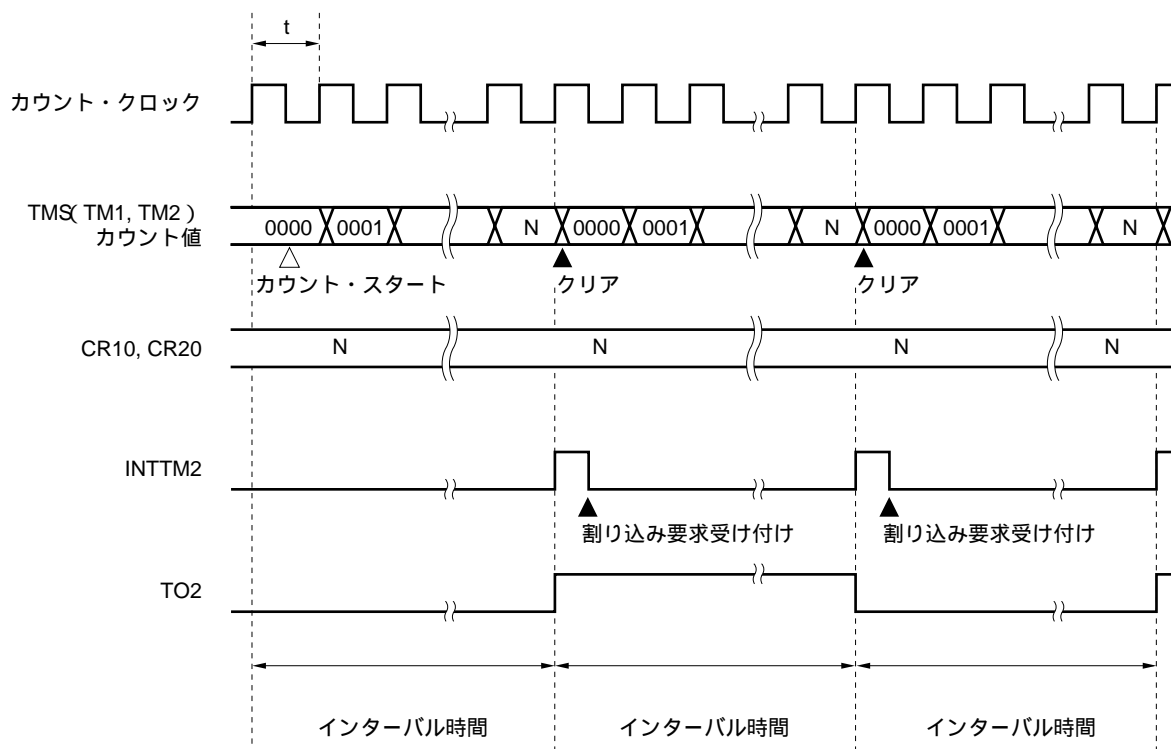 t
カウント・クロック
TMS(TM1, TM2)
カウント値
0000 0001 N 0000 0001 N 0000 0001 N
カウント・スタート クリア クリア
CR10, CR20 N N N N
INTTM2
割り込み要求受け付け 割り込み要求受け付け
TO2
インターバル時間 インターバル時間 インターバル時間